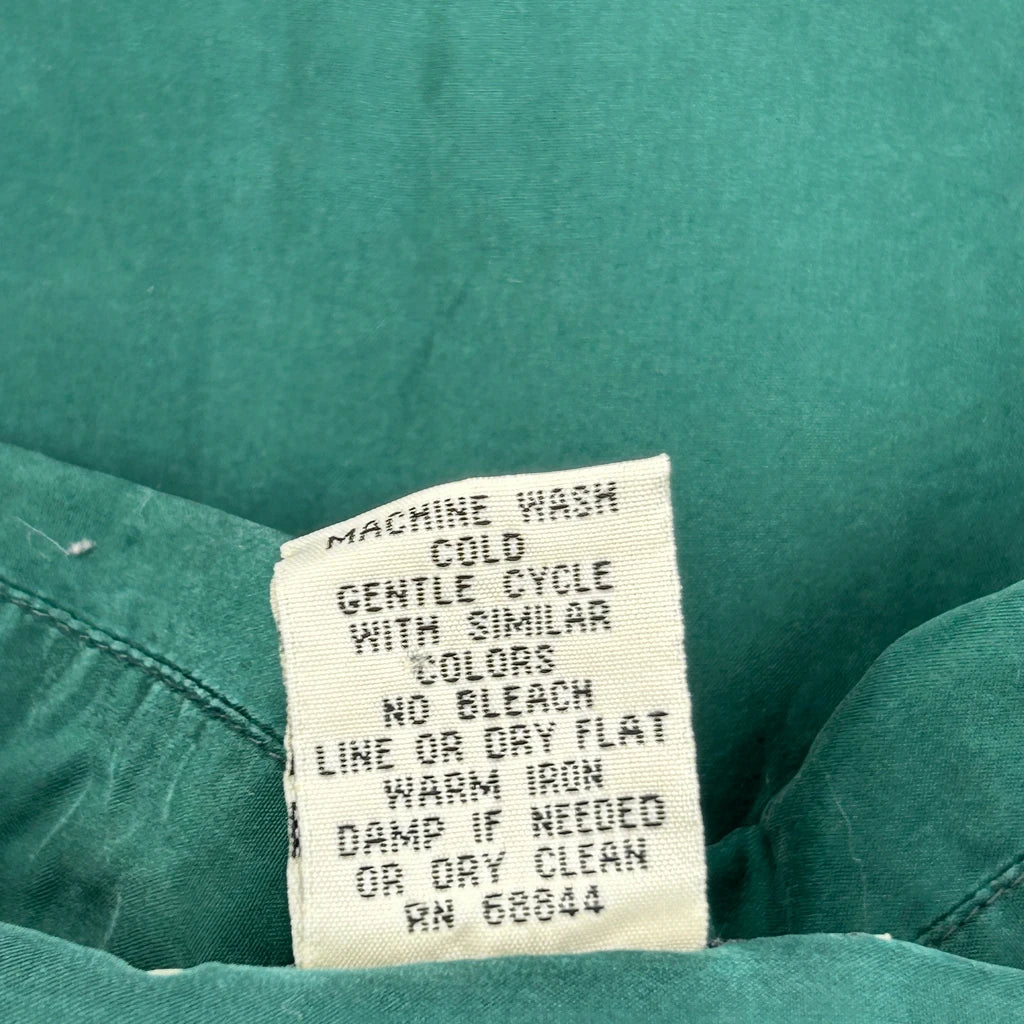 MACHINE WASH
COLD
GENTLE CYCLE
WITH SIMILAR
COLORS
NO BLEACH
LINE OR DRY FLAT
WARM IRON
DAMP IF NEEDED
OR DRY CLEAN
RN 68844